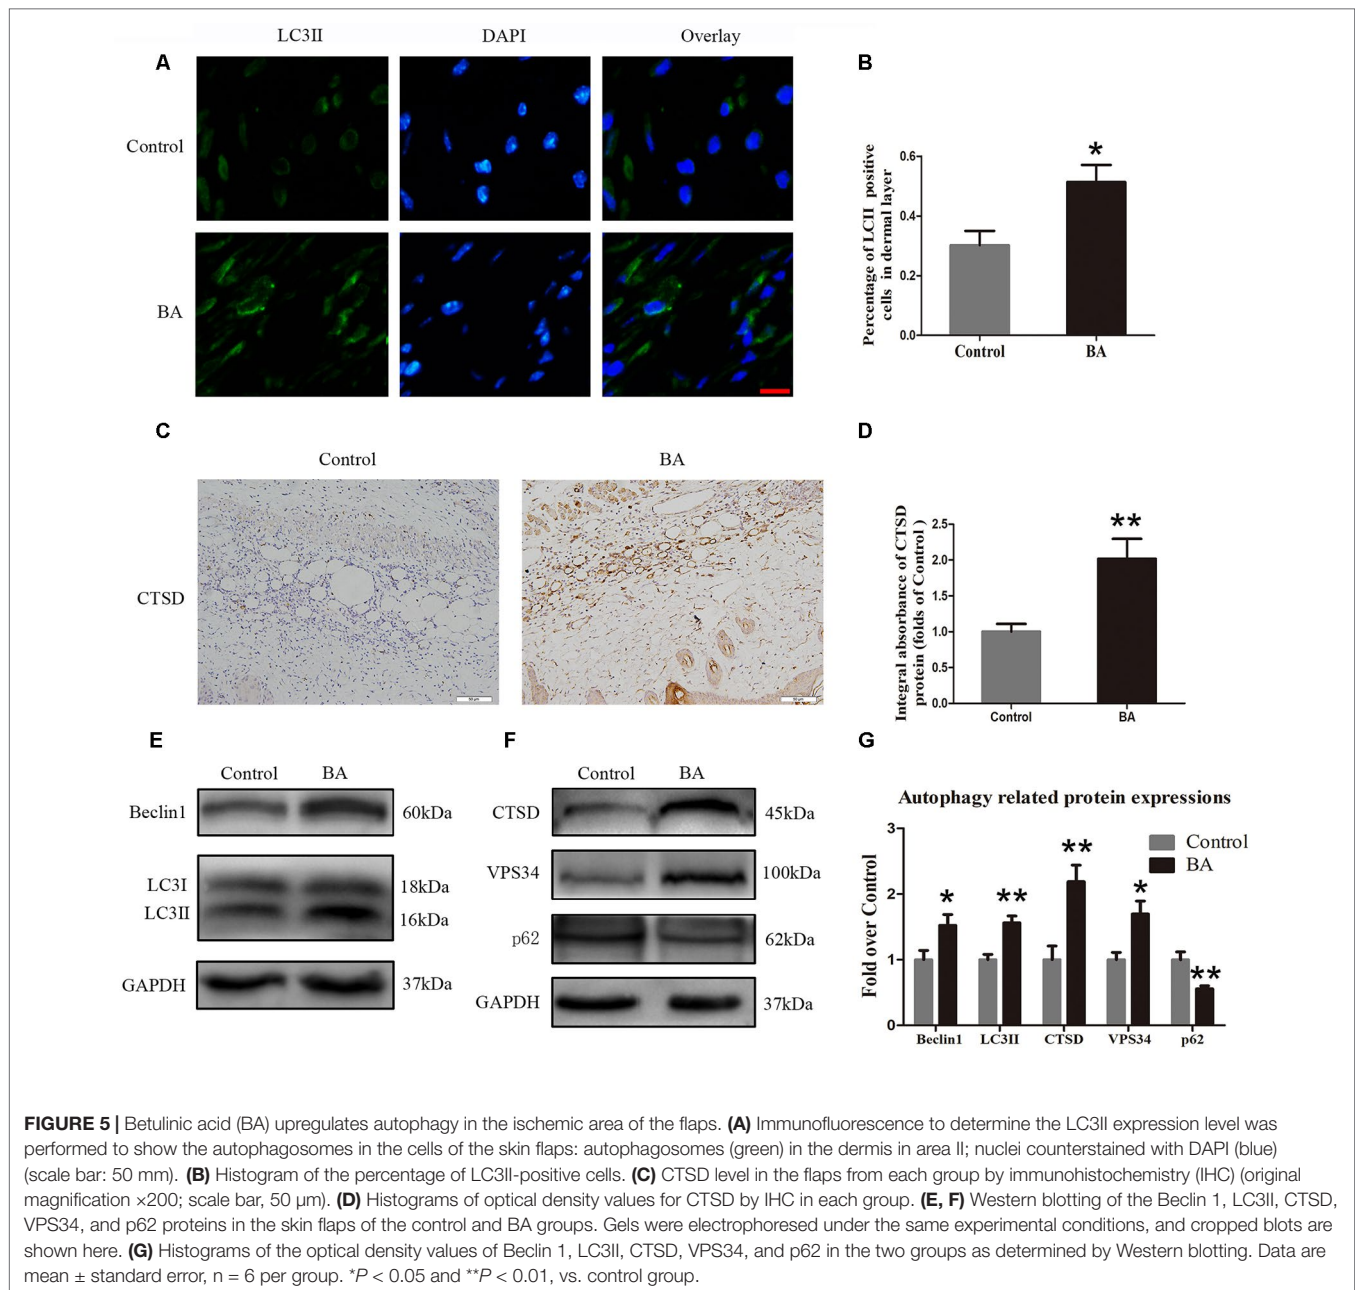 LC3II DAPI Overlay
A
B
Control
BA
Percentage of LCII positive
cells in dermal layer
0.6
0.4
0.2
0.0
*
Control BA
C
D
Control BA
CTSD
50 μm
50 μm
Integral absorbance of CTSD
protein (folds of Control )
2.5
2.0
1.5
1.0
0.5
0.0
**
Control BA
E
F
G
Control BA
Beclin1 60kDa
LC3I 18kDa
LC3II 16kDa
GAPDH 37kDa
Control BA
CTSD 45kDa
VPS34 100kDa
p62 62kDa
GAPDH 37kDa
Autophagy related protein expressions
Fold over Control
3
2
1
0
Control
BA
* ** ** * **
Beclin1 LC3II CTSD VPS34 p62
FIGURE 5 | Betulinic acid (BA) upregulates autophagy in the ischemic area of the flaps. (A) Immunofluorescence to determine the LC3II expression level was
performed to show the autophagosomes in the cells of the skin flaps: autophagosomes (green) in the dermis in area II; nuclei counterstained with DAPI (blue)
(scale bar: 50 mm). (B) Histogram of the percentage of LC3II-positive cells. (C) CTSD level in the flaps from each group by immunohistochemistry (IHC) (original
magnification ×200; scale bar, 50 μm). (D) Histograms of optical density values for CTSD by IHC in each group. (E, F) Western blotting of the Beclin 1, LC3II, CTSD,
VPS34, and p62 proteins in the skin flaps of the control and BA groups. Gels were electrophoresed under the same experimental conditions, and cropped blots are
shown here. (G) Histograms of the optical density values of Beclin 1, LC3II, CTSD, VPS34, and p62 in the two groups as determined by Western blotting. Data are
mean ± standard error, n = 6 per group. *P < 0.05 and **P < 0.01, vs. control group.